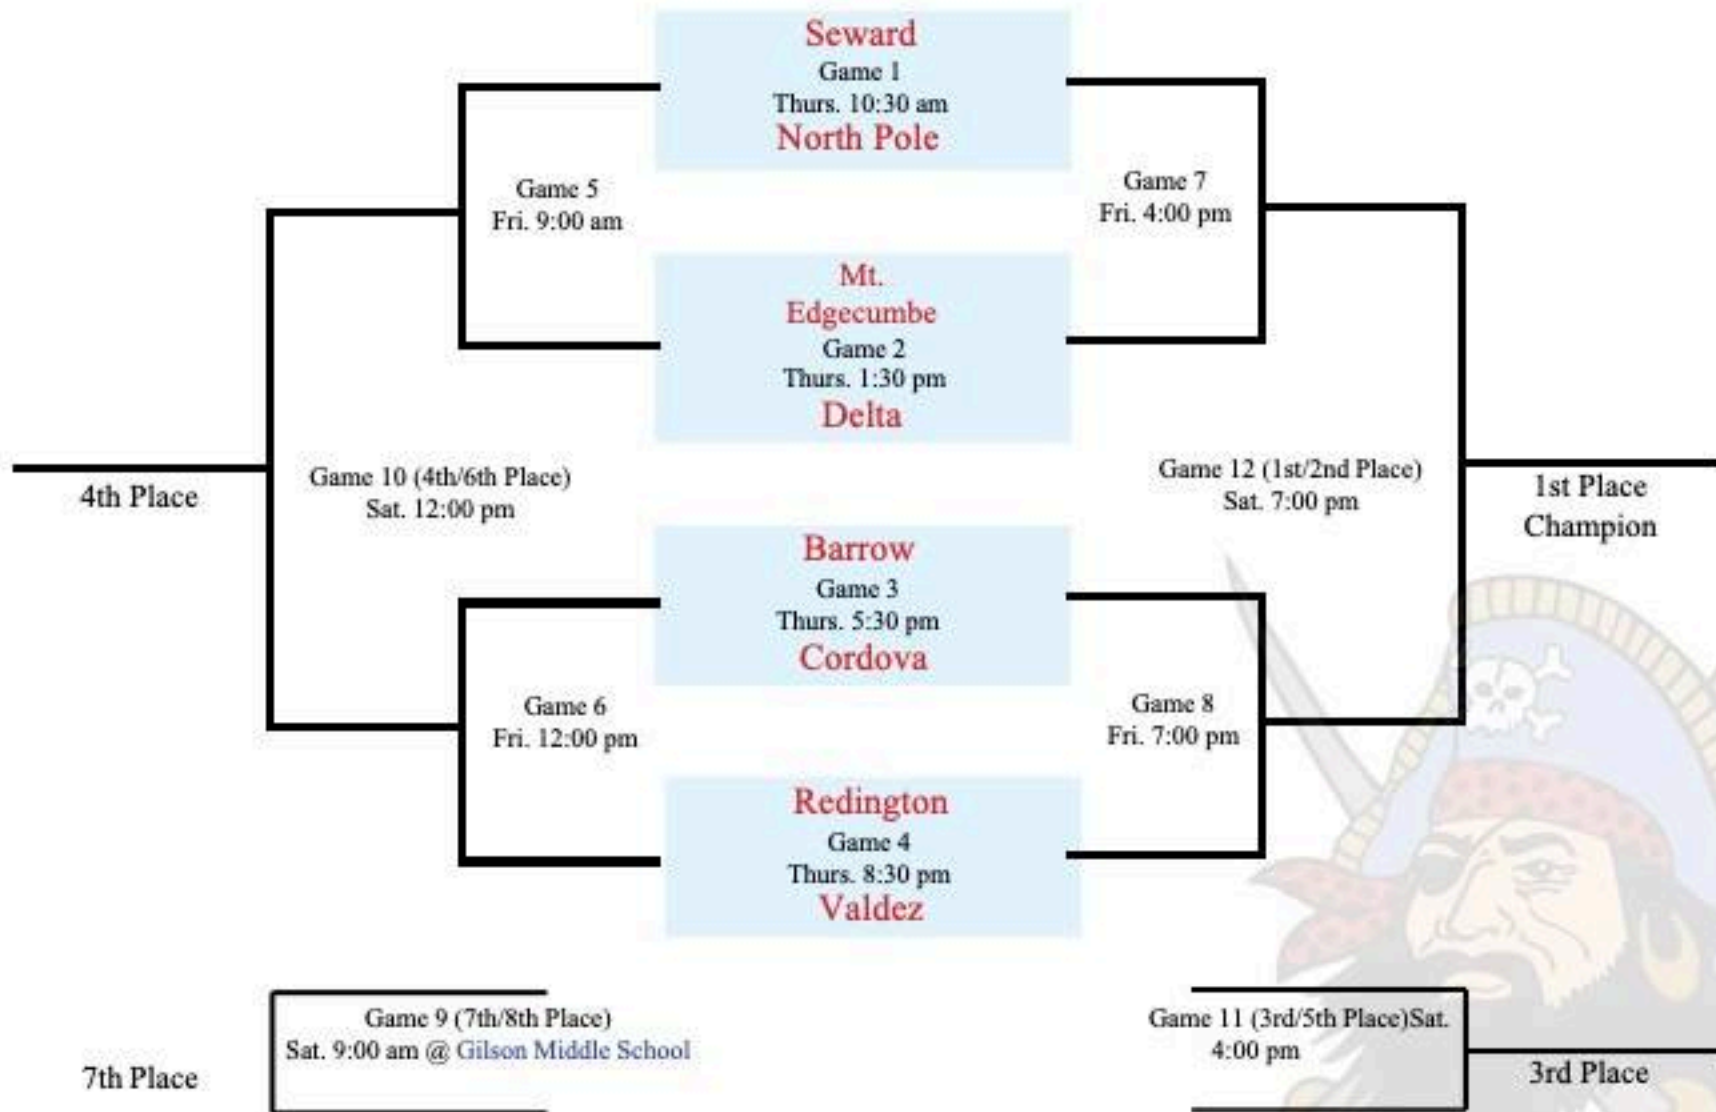 Seward
Game 1
Thurs. 10:30 am
North Pole
Game 5
Fri. 9:00 am
Game 7
Fri. 4:00 pm
Mt.
Edgecumbe
Game 2
Thurs. 1:30 pm
Delta
4th Place
Game 10 (4th/6th Place)
Sat. 12:00 pm
Game 12 (1st/2nd Place)
Sat. 7:00 pm
1st Place
Champion
Barrow
Game 3
Thurs. 5:30 pm
Cordova
Game 6
Fri. 12:00 pm
Game 8
Fri. 7:00 pm
Redington
Game 4
Thurs. 8:30 pm
Valdez
Game 9 (7th/8th Place)
Sat. 9:00 am @ Gilson Middle School
7th Place
Game 11 (3rd/5th Place)Sat.
4:00 pm
3rd Place